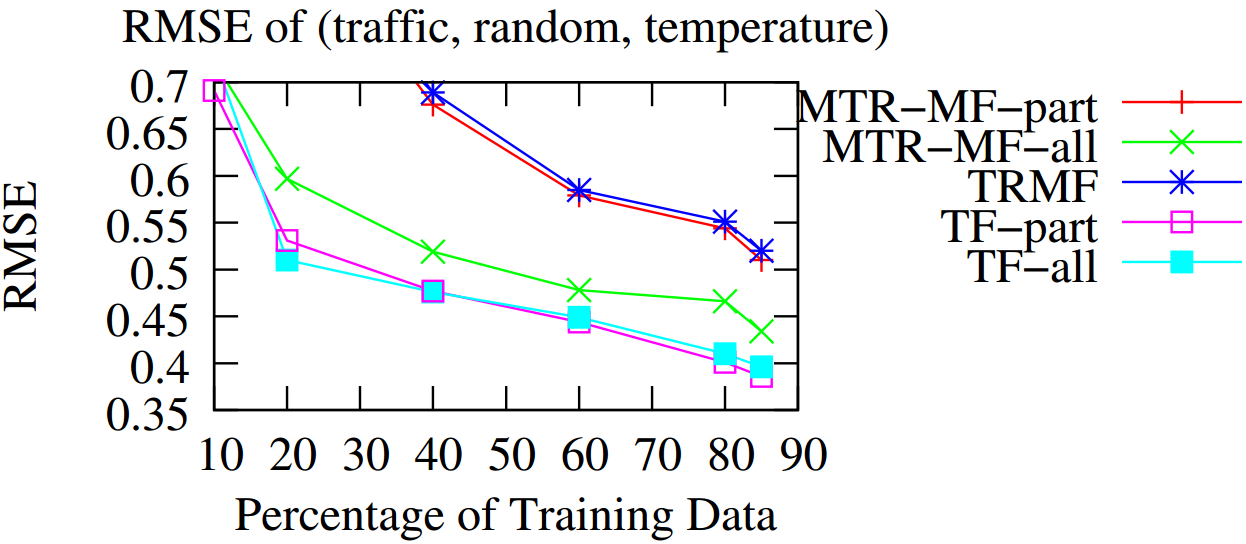 RMSE of (traffic, random, temperature)
RMSE
0.7
0.65
0.6
0.55
0.5
0.45
0.4
0.35
10 20 30 40 50 60 70 80 90
Percentage of Training Data
MTR−MF−part
MTR−MF−all
TRMF
TF−part
TF−all